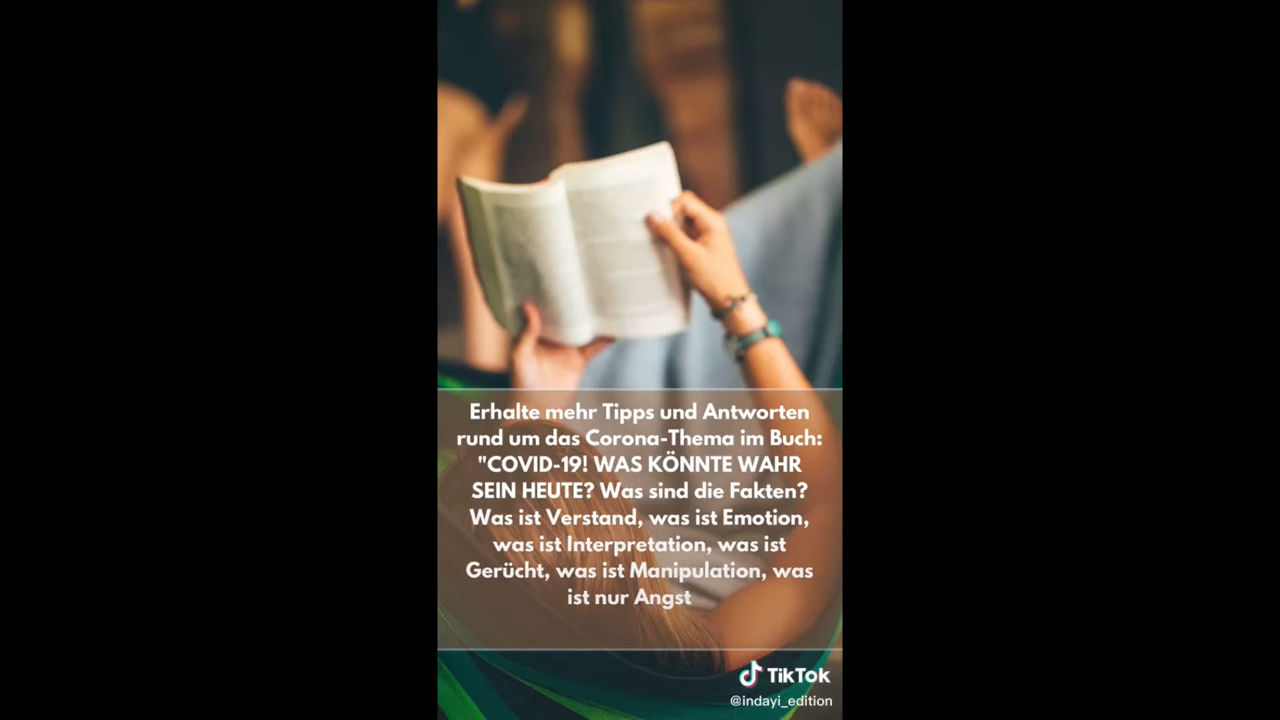 Erhalte mehr Tipps und Antworten
rund um das Corona-Thema im Buch:
"COVID-19! WAS KÖNNTE WAHR
SEIN HEUTE? Was sind die Fakten?
Was ist Verstand, was ist Emotion,
was ist Interpretation, was ist
Gerücht, was ist Manipulation, was
ist nur Angst
TikTok
@indayi_edition